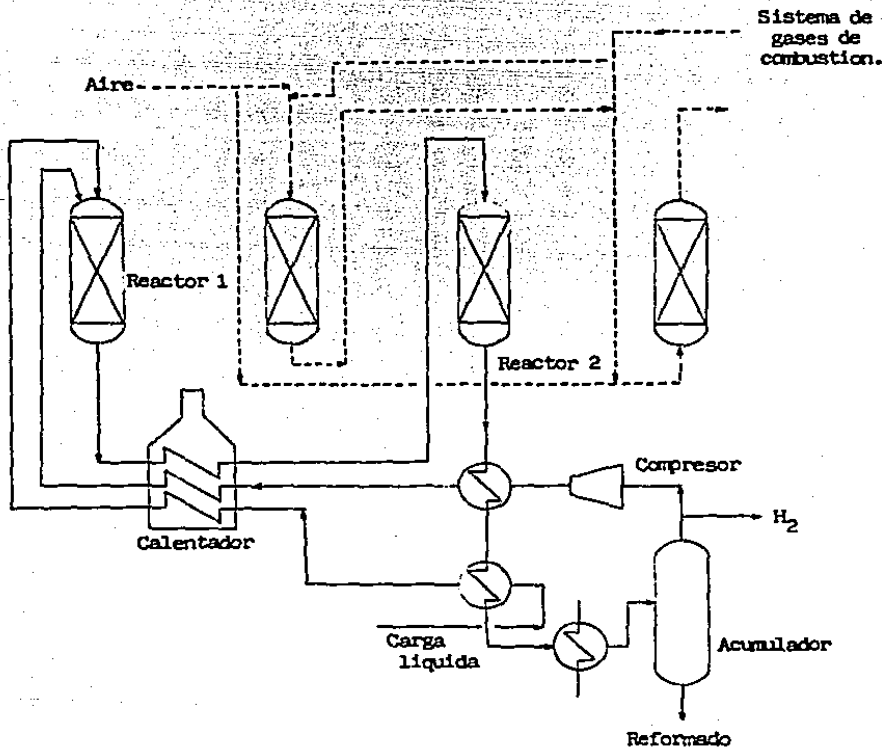 Sistema de
gases de
combustion.
Aire
Reactor 1
Reactor 2
Compresor
H2
Calentador
Carga
liquida
Acumulador
Reformado